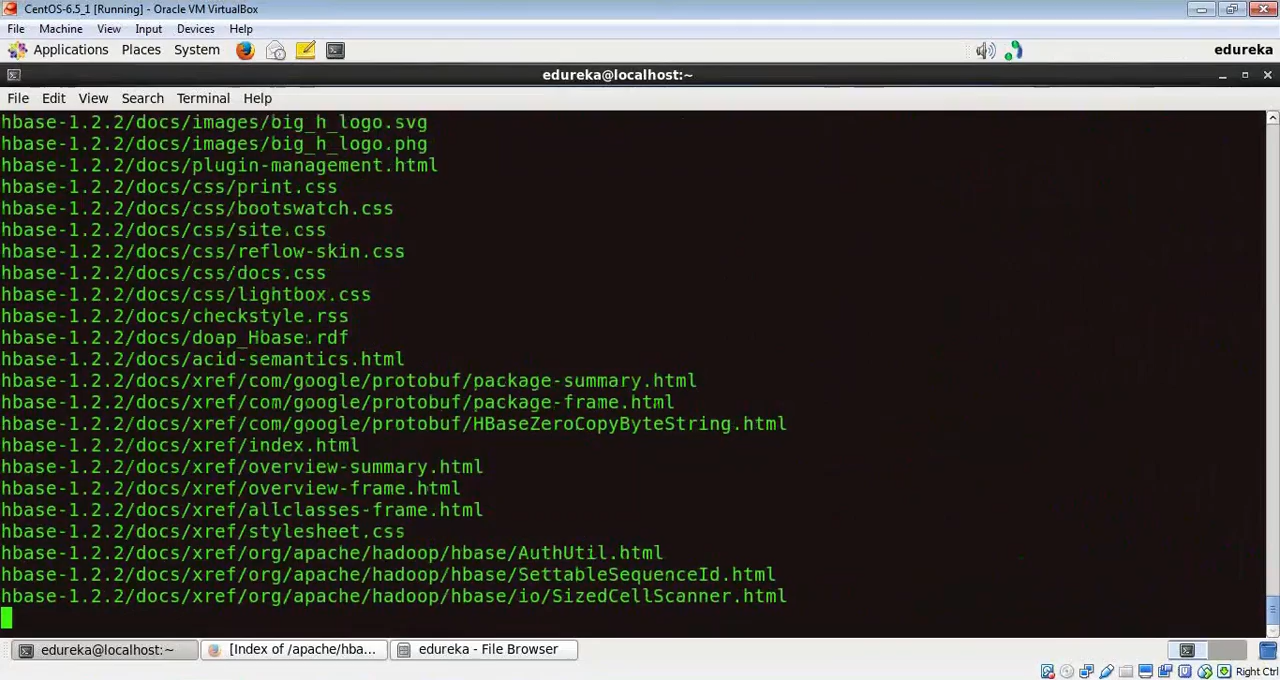 CentOS-6.5_1 [Running] - Oracle VM VirtualBox
File Machine View Input Devices Help
Applications Places System edureka
edureka@localhost:~
File Edit View Search Terminal Help
hbase-1.2.2/docs/images/big_h_logo.svg
hbase-1.2.2/docs/images/big_h_logo.png
hbase-1.2.2/docs/plugin-management.html
hbase-1.2.2/docs/css/print.css
hbase-1.2.2/docs/css/bootswatch.css
hbase-1.2.2/docs/css/site.css
hbase-1.2.2/docs/css/reflow-skin.css
hbase-1.2.2/docs/css/docs.css
hbase-1.2.2/docs/css/lightbox.css
hbase-1.2.2/docs/checkstyle.rss
hbase-1.2.2/docs/doap_Hbase.rdf
hbase-1.2.2/docs/acid-semantics.html
hbase-1.2.2/docs/xref/com/google/protobuf/package-summary.html
hbase-1.2.2/docs/xref/com/google/protobuf/package-frame.html
hbase-1.2.2/docs/xref/com/google/protobuf/HBaseZeroCopyByteString.html
hbase-1.2.2/docs/xref/index.html
hbase-1.2.2/docs/xref/overview-summary.html
hbase-1.2.2/docs/xref/overview-frame.html
hbase-1.2.2/docs/xref/allclasses-frame.html
hbase-1.2.2/docs/xref/stylesheet.css
hbase-1.2.2/docs/xref/org/apache/hadoop/hbase/AuthUtil.html
hbase-1.2.2/docs/xref/org/apache/hadoop/hbase/SettableSequenceId.html
hbase-1.2.2/docs/xref/org/apache/hadoop/hbase/io/SizedCellScanner.html
edureka@localhost:~ [Index of /apache/hba... edureka - File Browser
Right Ctrl